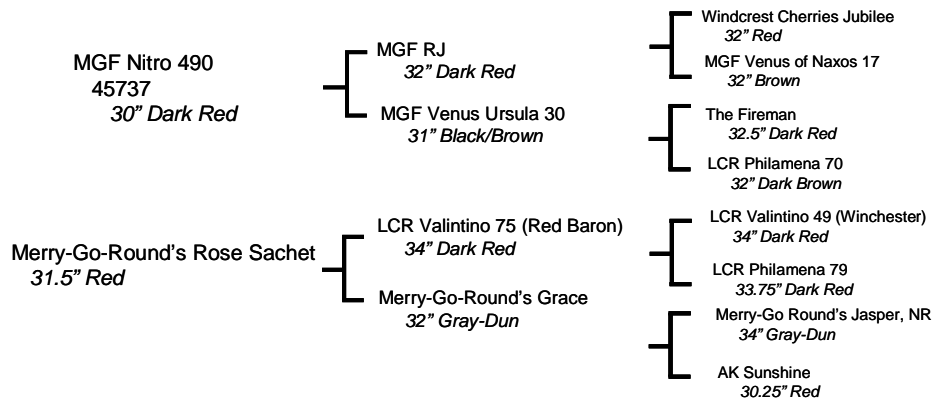 MGF Nitro 490
45737
30” Dark Red
MGF RJ
32” Dark Red
MGF Venus Ursula 30
31” Black/Brown
Windcrest Cherries Jubilee
32” Red
MGF Venus of Naxos 17
32” Brown
The Fireman
32.5” Dark Red
LCR Philamena 70
32” Dark Brown
Merry-Go-Round’s Rose Sachet
31.5” Red
LCR Valintino 75 (Red Baron)
34” Dark Red
Merry-Go-Round’s Grace
32” Gray-Dun
LCR Valintino 49 (Winchester)
34” Dark Red
LCR Philamena 79
33.75” Dark Red
Merry-Go Round’s Jasper, NR
34” Gray-Dun
AK Sunshine
30.25” Red